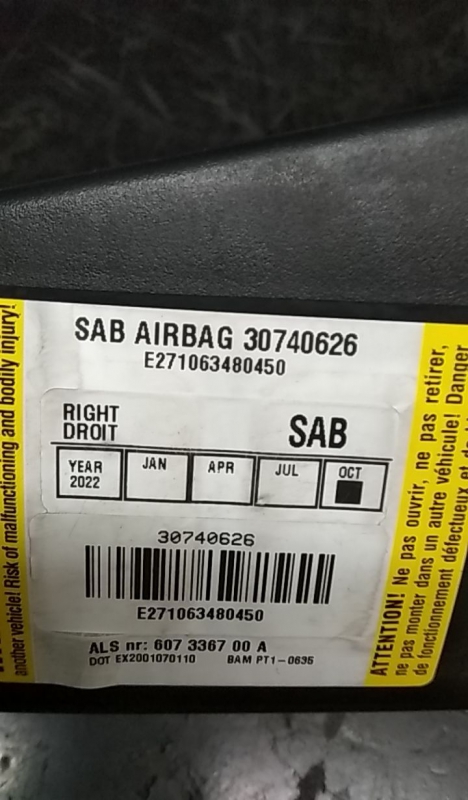 SAB AIRBAG 30740626
E271063480450
RIGHT
DROIT
SAB
YEAR
2022
JAN
APR
JUL
OCT
30740626
E271063480450
ALS nr: 607 3367 00 A
DOT EX2001070110 BAM PT1-0635
another vehicle! Risk of malfunctioning and bodily injury!
ATTENTION! Ne pas ouvrir, ne pas retirer,
ne pas monter dans un autre véhicule! Danger
de fonctionnement défectueux et